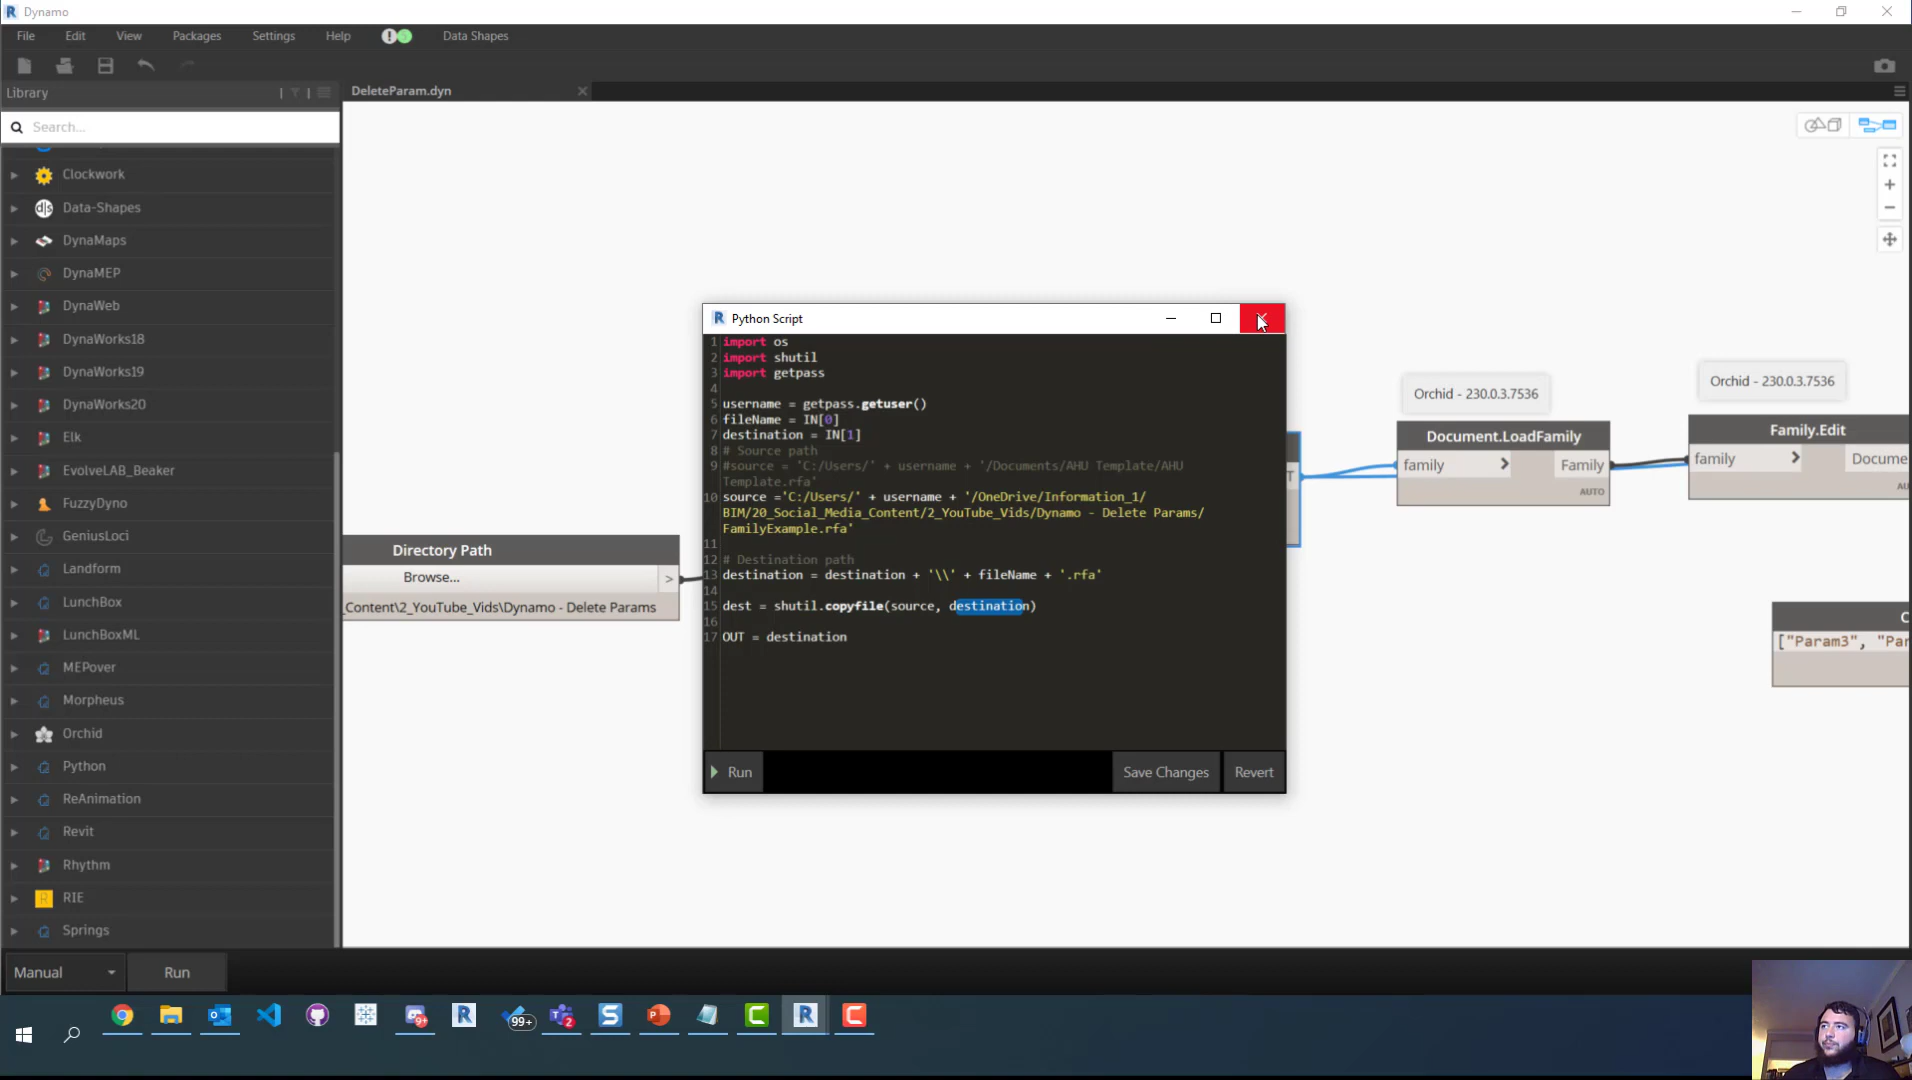 Dynamo
File Edit View Packages Settings Help Data Shapes
Library
DeleteParam.dyn
Search...
Clockwork
Data-Shapes
DynaMaps
DynaMEP
DynaWeb
DynaWorks18
DynaWorks19
DynaWorks20
Elk
EvolveLAB_Beaker
FuzzyDyno
GeniusLoci
Landform
LunchBox
LunchBoxML
MEPover
Morpheus
Orchid
Python
ReAnimation
Revit
Rhythm
RIE
Springs
Manual
Run
Directory Path
Browse...
>
_Content\2_YouTube_Vids\Dynamo - Delete Params
Python Script
1 import os
2 import shutil
3 import getpass
4
5 username = getpass.getuser()
6 fileName = IN[0]
7 destination = IN[1]
8 # Source path
9 #source = 'C:/Users/' + username + '/Documents/AHU Template/AHU
Template.rfa'
10 source ='C:/Users/' + username + '/OneDrive/Information_1/
BIM/20_Social_Media_Content/2_YouTube_Vids/Dynamo - Delete Params/
FamilyExample.rfa'
11
12 # Destination path
13 destination = destination + '\\' + fileName + '.rfa'
14
15 dest = shutil.copyfile(source, destination)
16
17 OUT = destination
Run
Save Changes
Revert
Orchid - 230.0.3.7536
Document.LoadFamily
family > Family
AUTO
Orchid - 230.0.3.7536
Family.Edit
family > Docume
["Param3", "Par
99+
2
9+